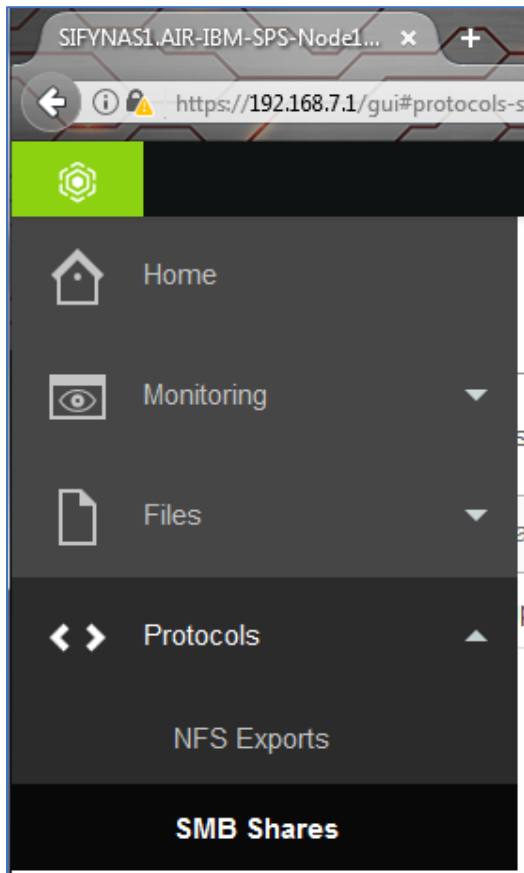 SIFYNAS1.AIR-IBM-SPS-Node1...
https://192.168.7.1/gui#protocols-s
Home
Monitoring
Files
Protocols
NFS Exports
SMB Shares